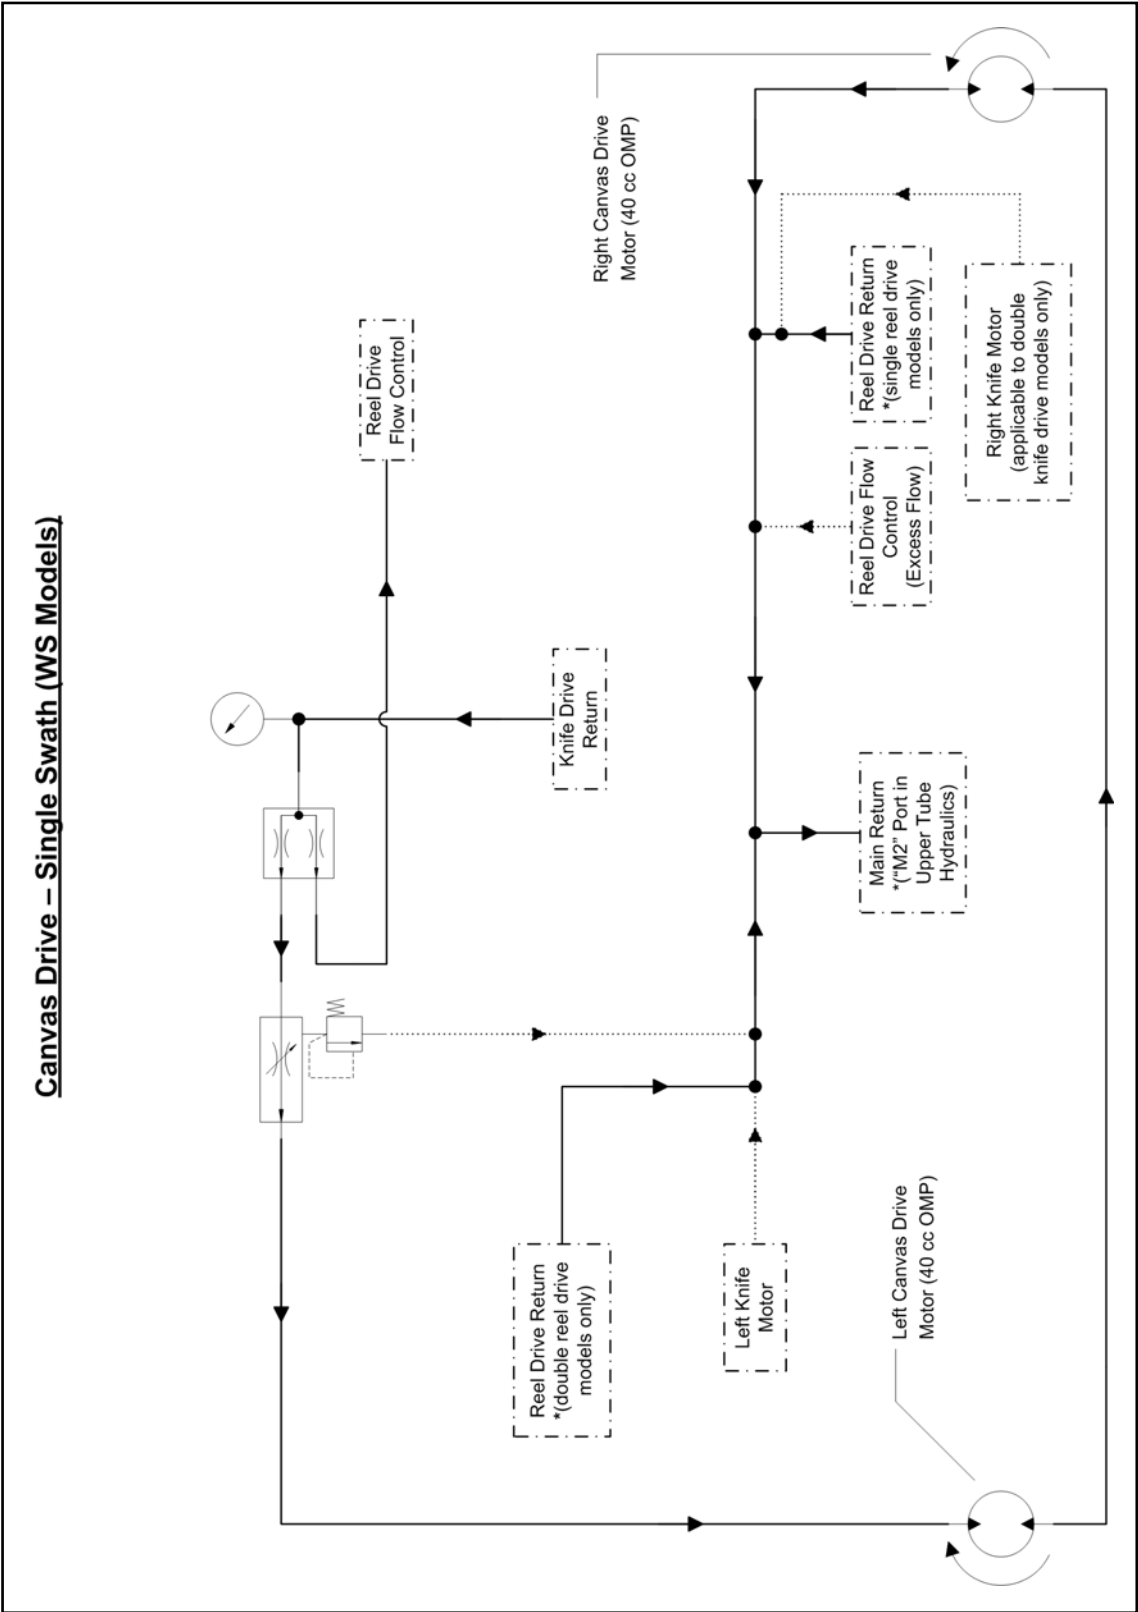 Canvas Drive – Single Swath (WS Models)
Reel Drive
Flow Control
Knife Drive
Return
Right Canvas Drive
Motor (40 cc OMP)
Reel Drive Return
*(double reel drive
models only)
Left Knife
Motor
Main Return
*(“M2” Port in
Upper Tube
Hydraulics)
Reel Drive Flow
Control
(Excess Flow)
Reel Drive Return
*(single reel drive
models only)
Left Canvas Drive
Motor (40 cc OMP)
Right Knife Motor
(applicable to double
knife drive models only)